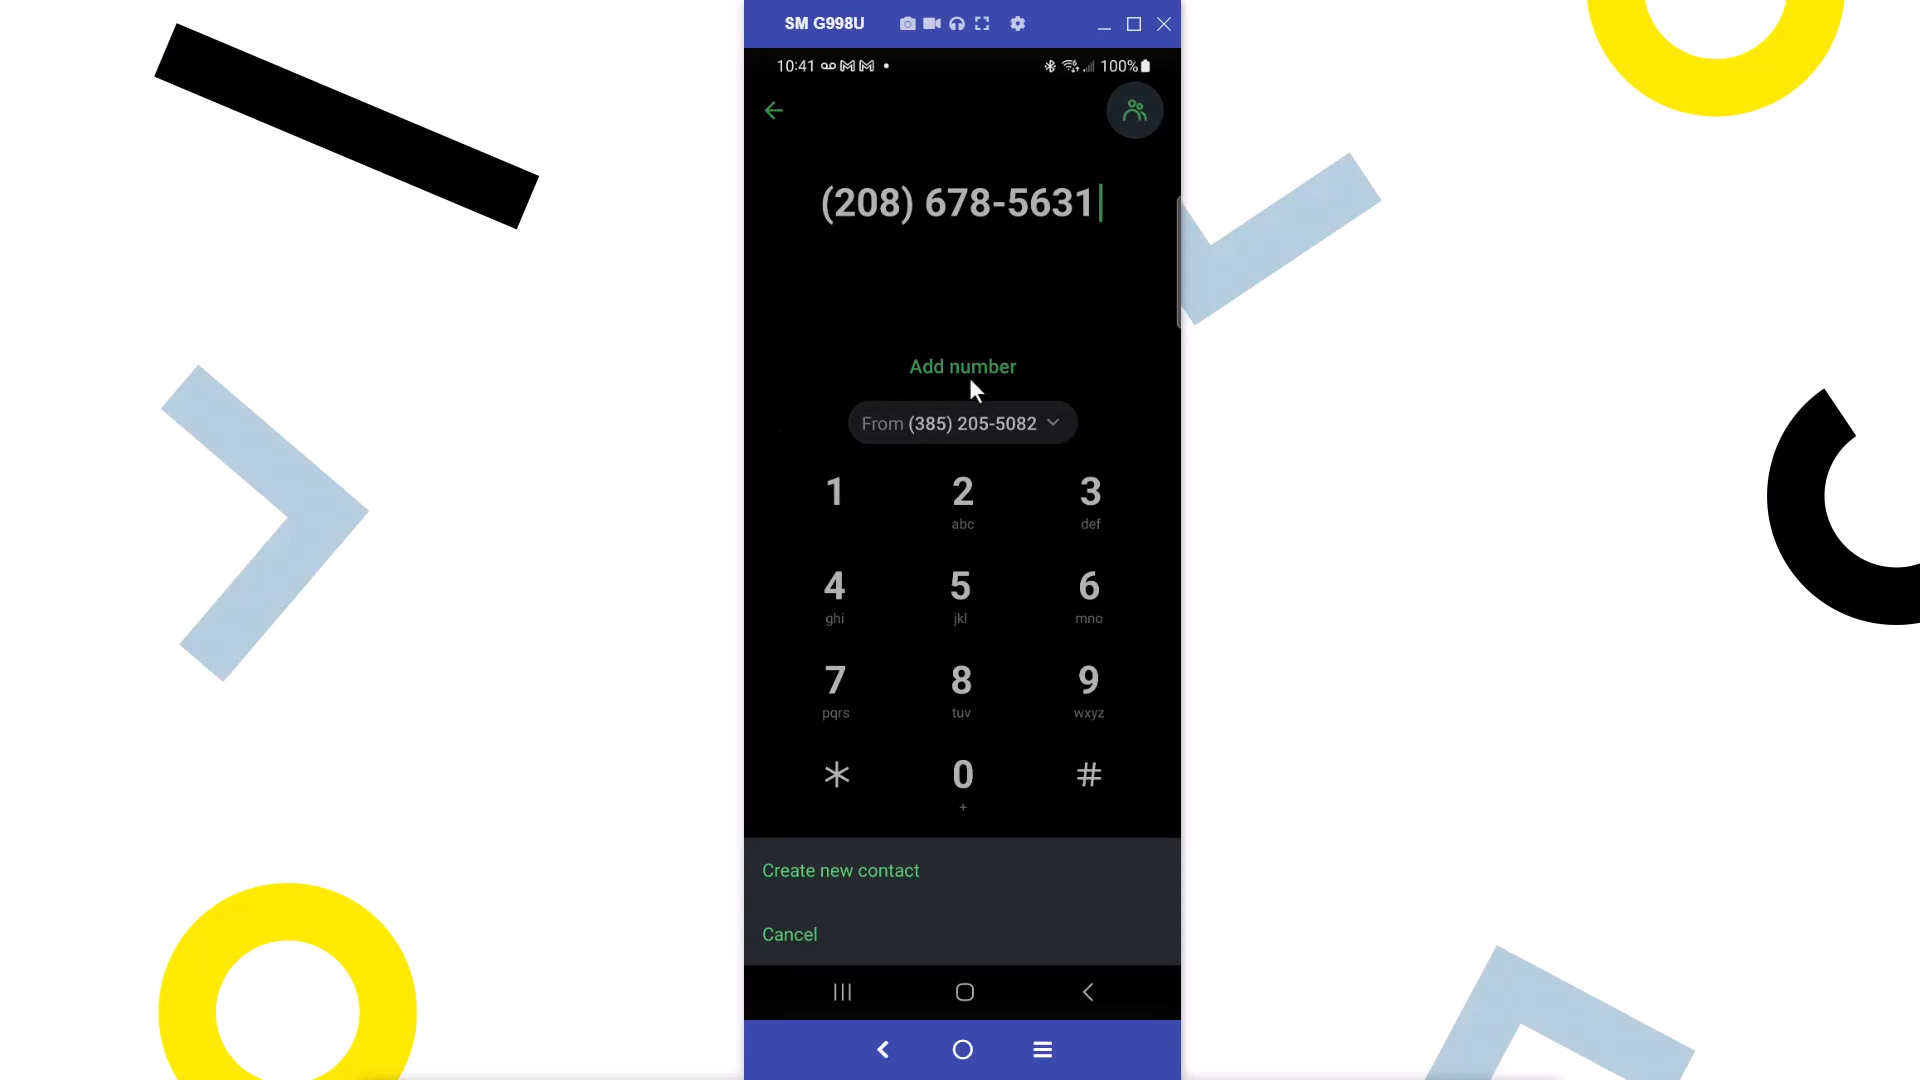 SM G998U
10:41
100%
(208) 678-5631
Add number
From (385) 205-5082
1 2 3
abc def
4 5 6
ghi jkl mno
7 8 9
pqrs tuv wxyz
* 0 #
+
Create new contact
Cancel